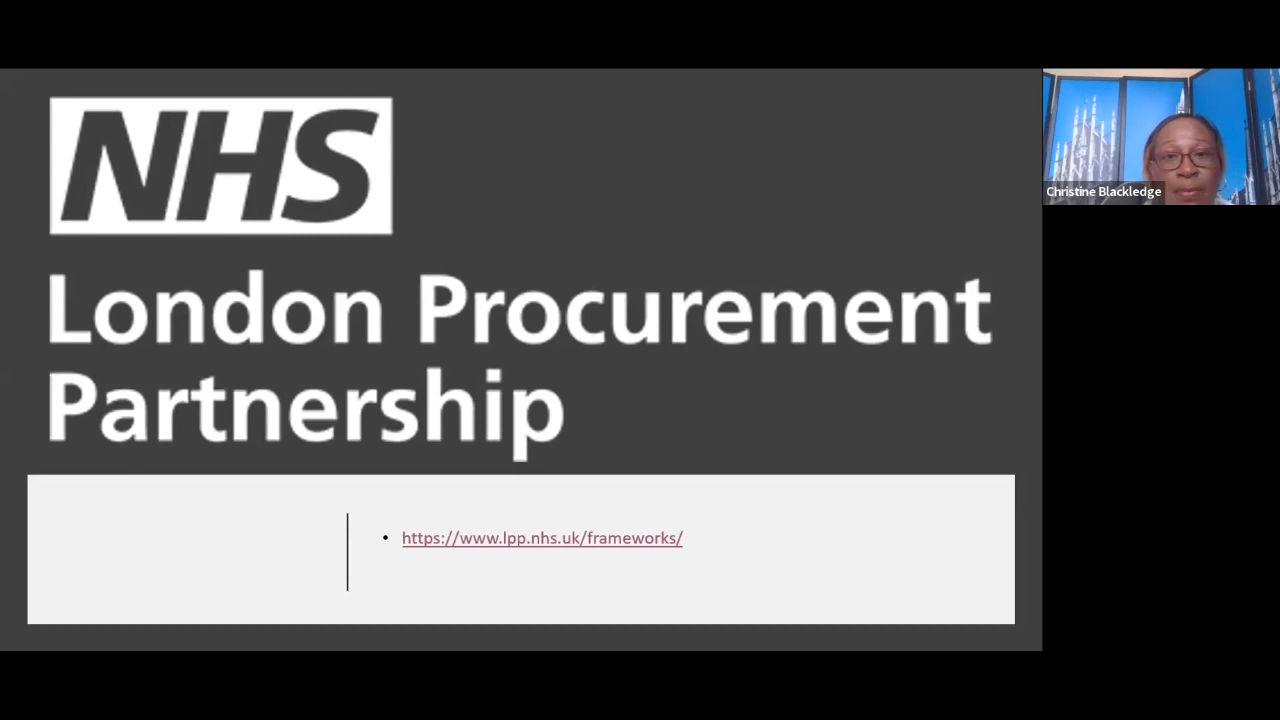 NHS
London Procurement
Partnership
• https://www.lpp.nhs.uk/frameworks/
Christine Blackledge